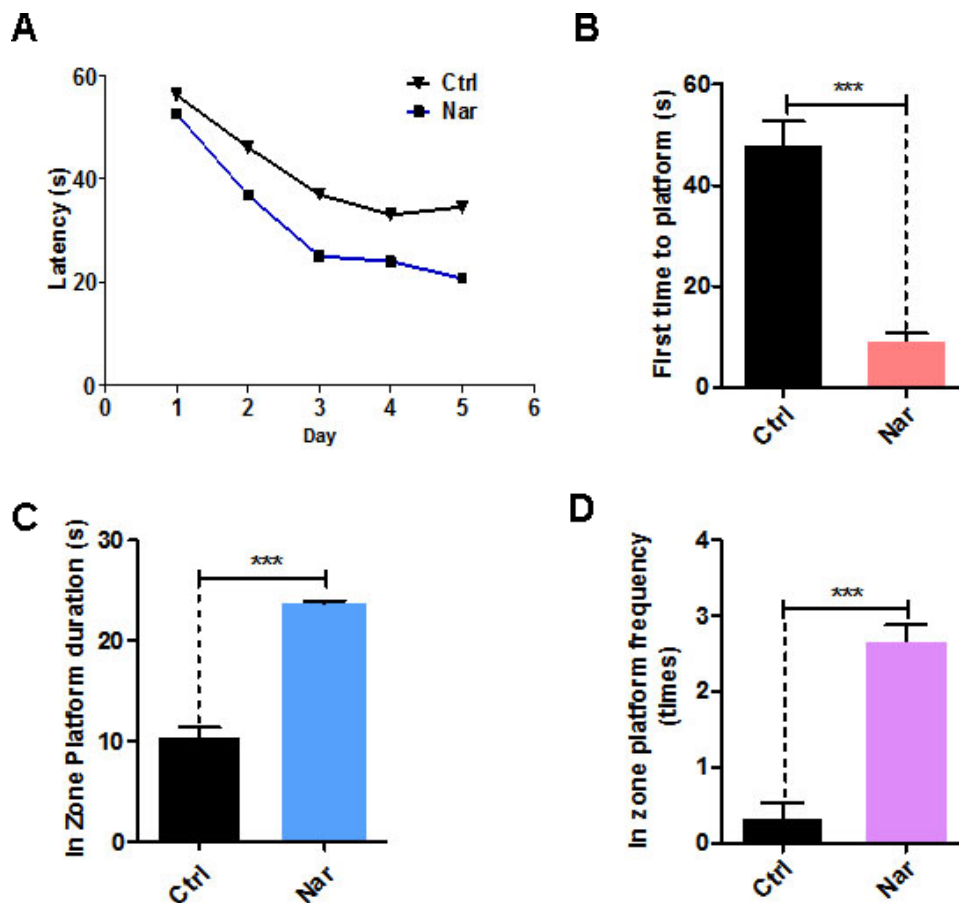 A
Latency (s)
60
40
20
0
0 1 2 3 4 5 6
Day
Ctrl
Nar
B
First time to platform (s)
60
40
20
0
***
Ctrl Nar
C
In Zone Platform duration (s)
30
20
10
0
***
Ctrl Nar
D
In zone platform frequency
(times)
4
3
2
1
0
***
Ctrl Nar